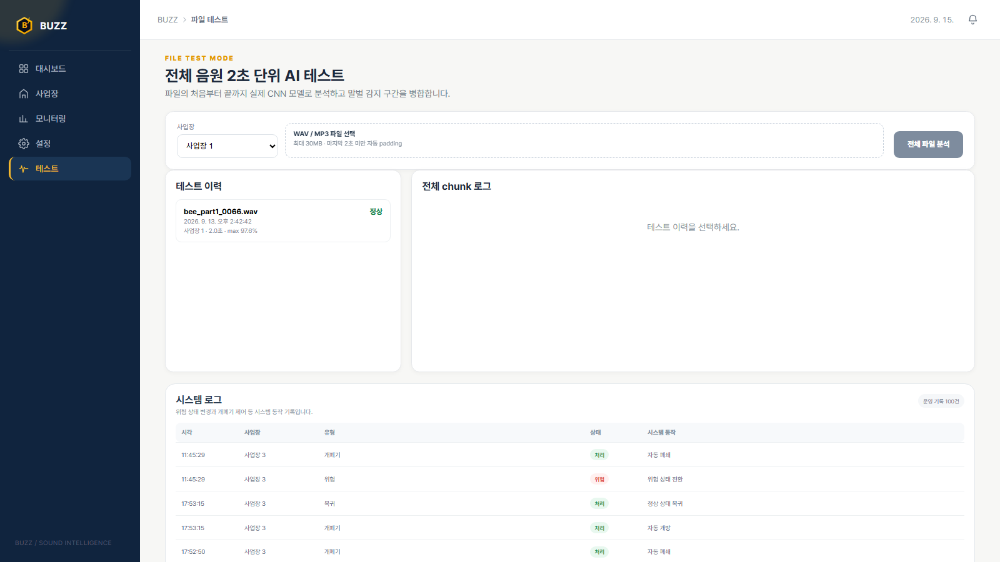 BUZZ
대시보드
사업장
모니터링
설정
테스트
BUZZ / SOUND INTELLIGENCE
BUZZ > 파일 테스트
2026. 9. 15.
FILE TEST MODE
전체 음원 2초 단위 AI 테스트
파일의 처음부터 끝까지 실제 CNN 모델로 분석하고 말벌 감지 구간을 병합합니다.
사업장
사업장 1
WAV / MP3 파일 선택
최대 30MB · 마지막 2초 미만 자동 padding
전체 파일 분석
테스트 이력
bee_part1_0066.wav
정상
2026. 9. 13. 오후 2:42:42
사업장 1 · 2.0초 · max 97.6%
전체 chunk 로그
테스트 이력을 선택하세요.
시스템 로그
위험 상태 변경과 개폐기 제어 등 시스템 동작 기록입니다.
운영 기록 100건
시각 사업장 유형 상태 시스템 동작
11:45:29 사업장 3 개폐기 처리 자동 폐쇄
11:45:29 사업장 3 위험 위험 위험 상태 전환
17:53:15 사업장 3 복귀 처리 정상 상태 복귀
17:53:15 사업장 3 개폐기 처리 자동 개방
17:52:50 사업장 3 개폐기 처리 자동 폐쇄